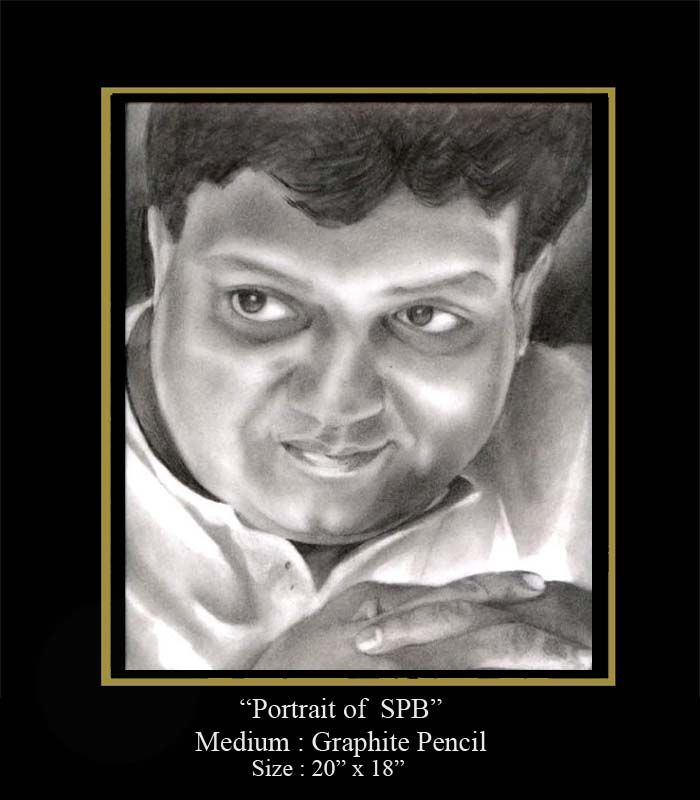 “Portrait of SPB”
Medium : Graphite Pencil
Size : 20” x 18”